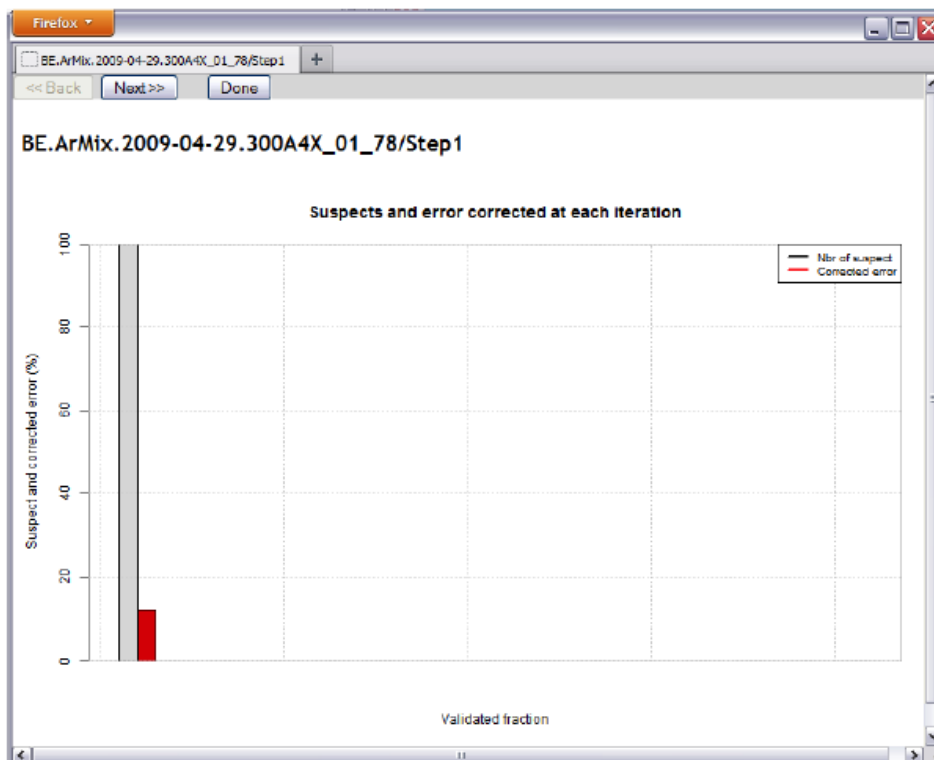 Firefox
BE.ArMix.2009-04-29.300A4X_01_78/Step1 +
<< Back Next >> Done
BE.ArMix.2009-04-29.300A4X_01_78/Step1
Suspects and error corrected at each iteration
Nbr of suspect
Corrected error
100
80
60
40
20
0
Suspect and corrected error (%)
Validated fraction